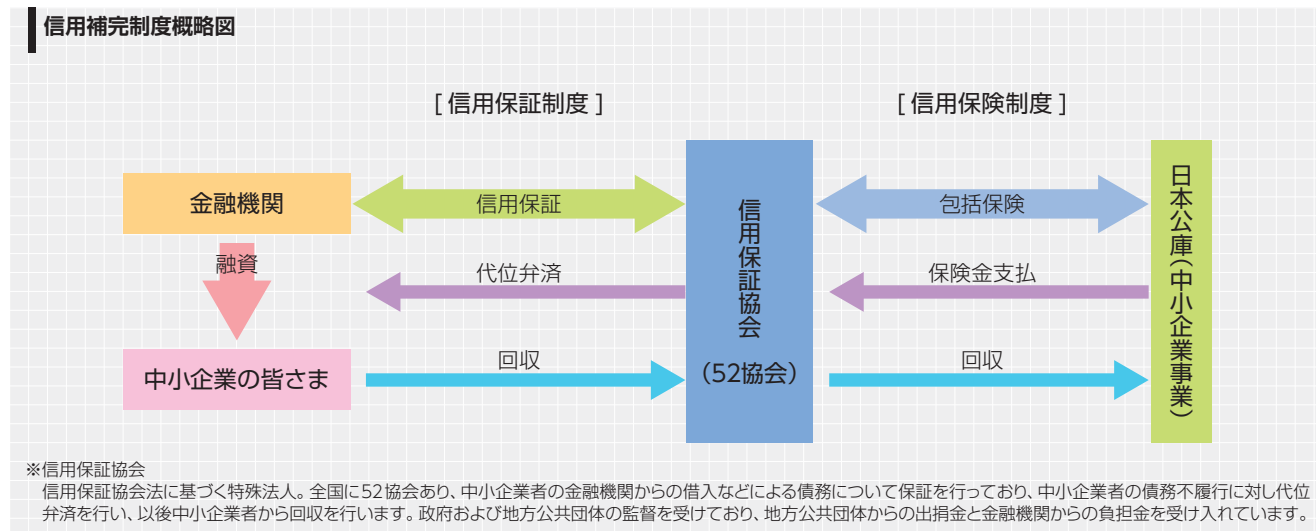 信用補完制度概略図
[ 信用保証制度 ]
[ 信用保険制度 ]
金融機関
信用保証
包括保険
融資
代位弁済
保険金支払
中小企業の皆さま
回収
回収
信用保証協会
（52協会）
日本公庫（中小企業事業）
※信用保証協会
信用保証協会法に基づく特殊法人。全国に52協会あり、中小企業者の金融機関からの借入などによる債務について保証を行っており、中小企業者の債務不履行に対し代位
弁済を行い、以後中小企業者から回収を行います。政府および地方公共団体の監督を受けており、地方公共団体からの出捐金と金融機関からの負担金を受け入れています。